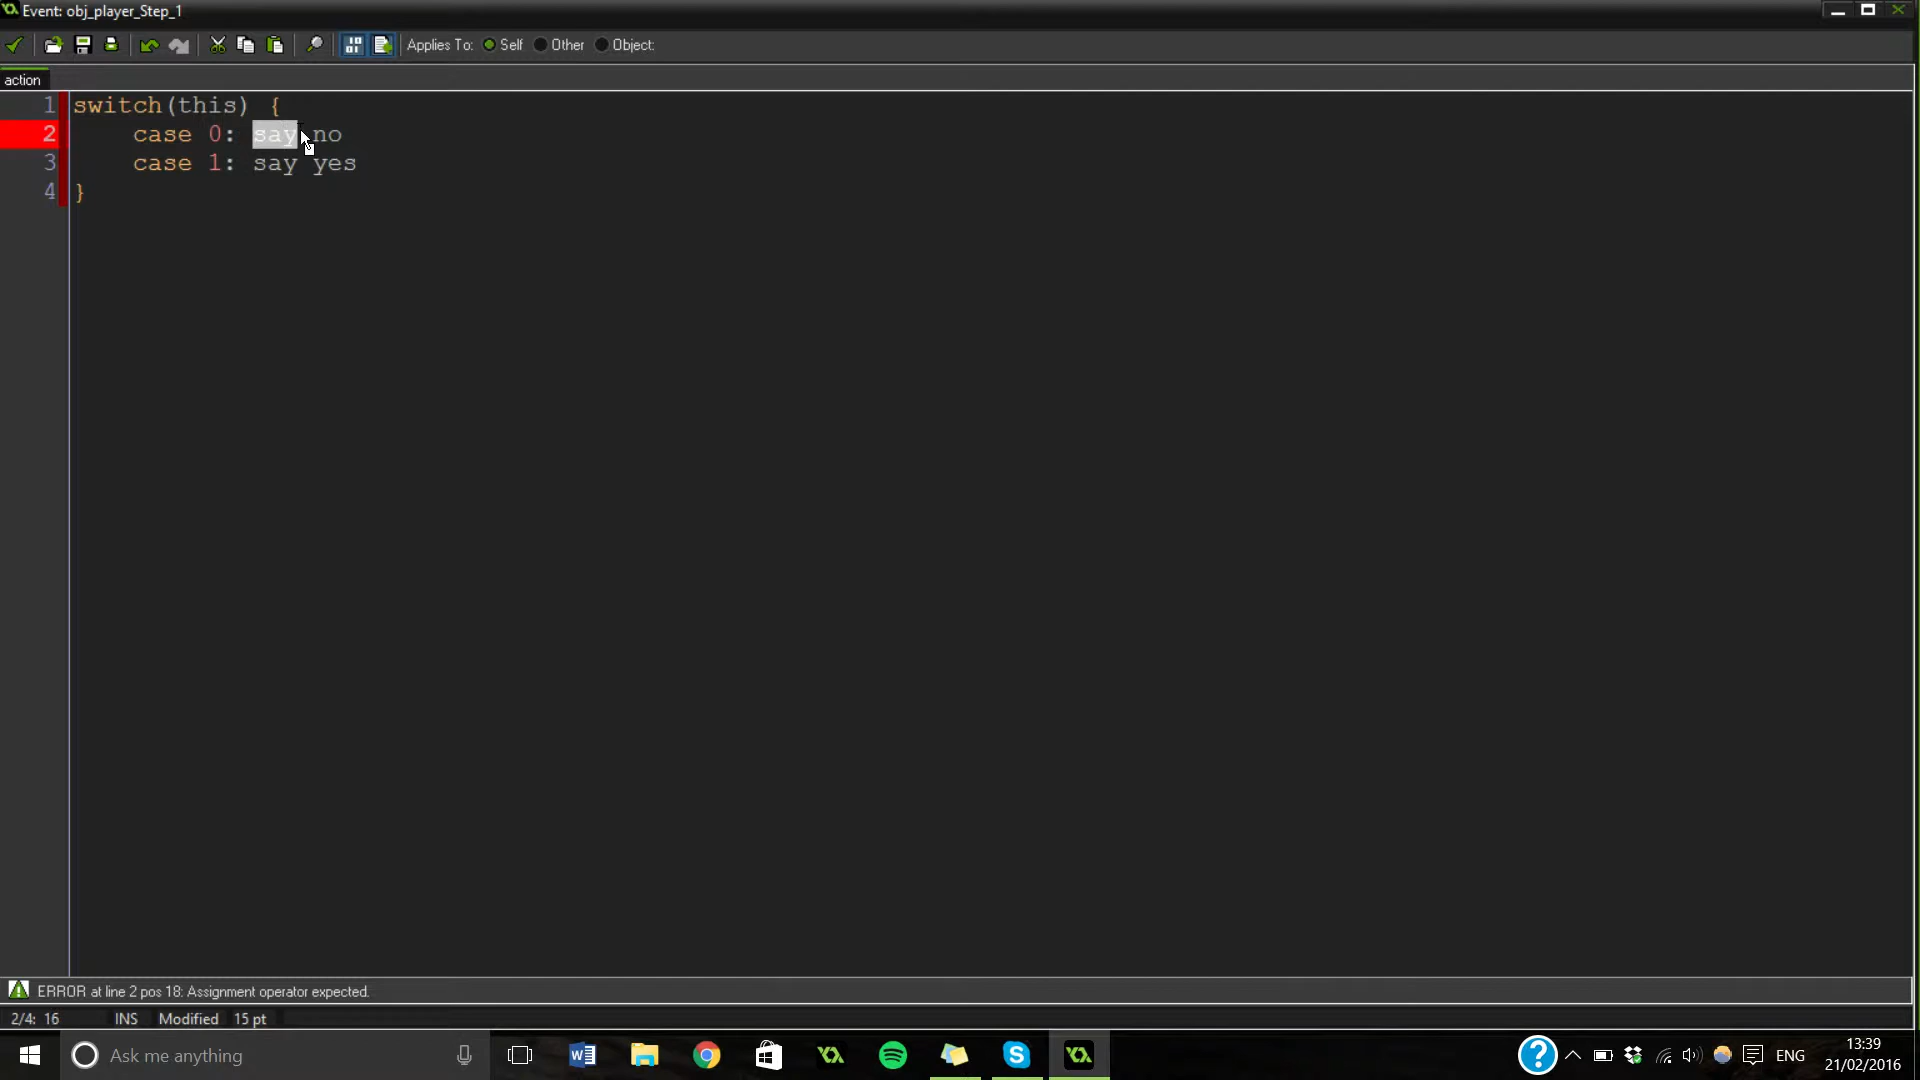 Event: obj_player_Step_1
Applies To: Self Other Object:
action
1 switch(this) {
2 case 0: say no
3 case 1: say yes
4 }
ERROR at line 2 pos 18: Assignment operator expected.
2/4: 16 INS Modified 15 pt
Ask me anything
ENG
13:39
21/02/2016